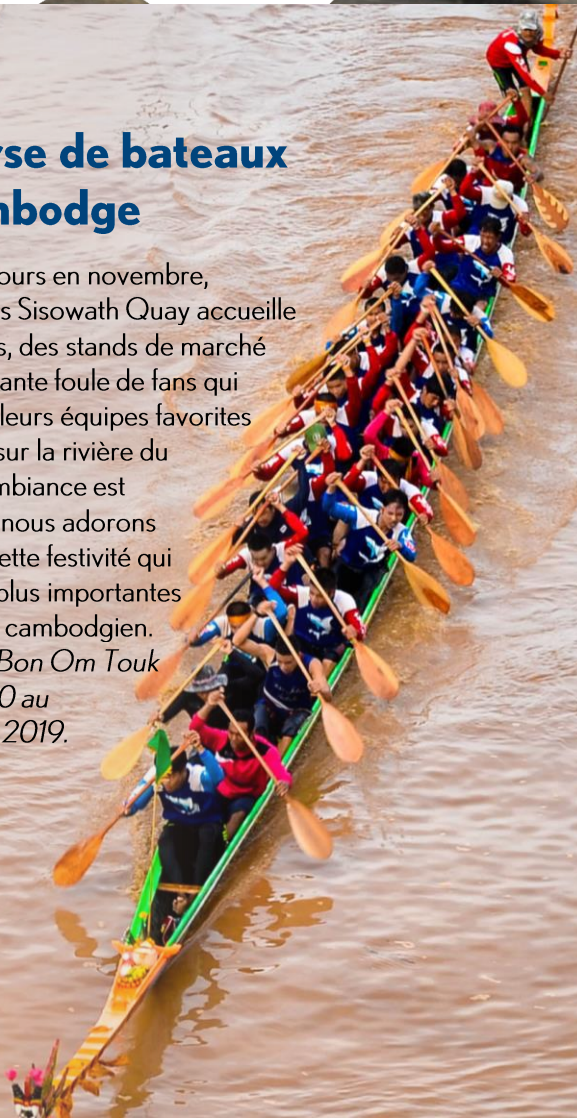 rse de bateaux
mbodge
ours en novembre,
s Sisowath Quay accueille
s, des stands de marché
ante foule de fans qui
leurs équipes favorites
sur la rivière du
mbiance est
nous adorons
ette festivité qui
plus importantes
cambodgien.
Bon Om Touk
0 au
2019.